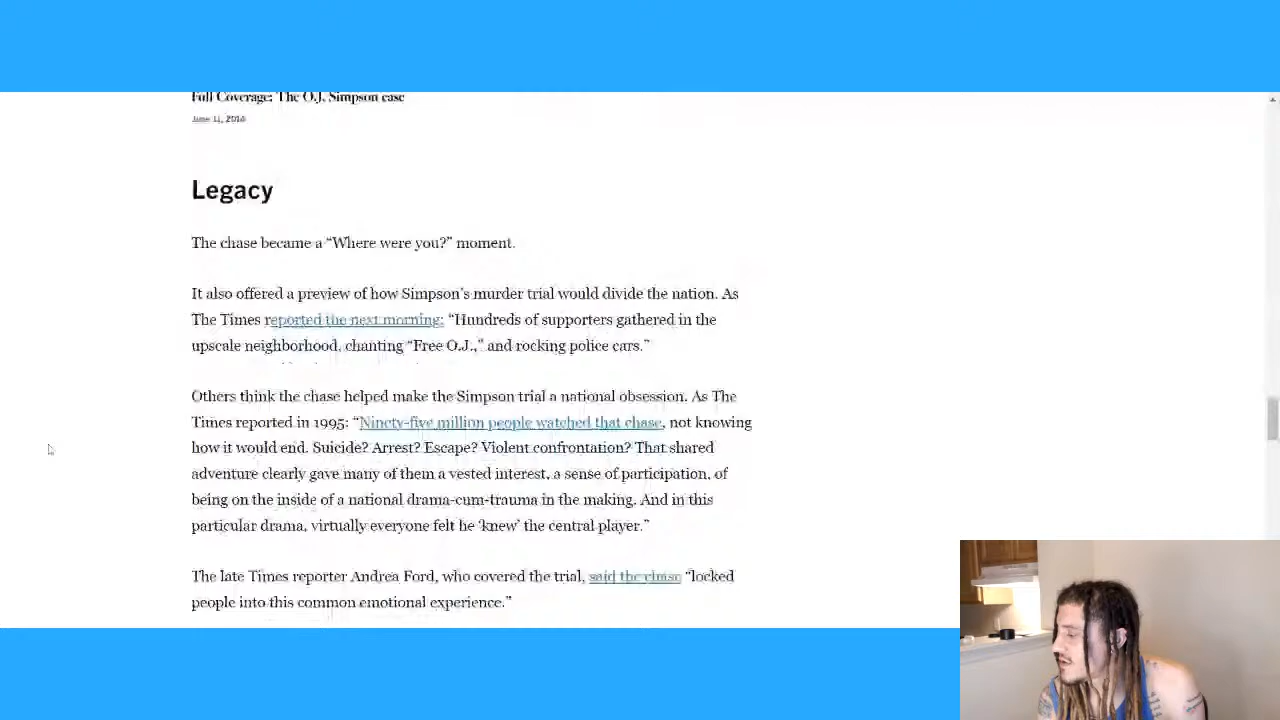 Full Coverage: The O.J. Simpson case
June 11, 2014
Legacy
The chase became a “Where were you?” moment.
It also offered a preview of how Simpson’s murder trial would divide the nation. As
The Times reported the next morning: “Hundreds of supporters gathered in the
upscale neighborhood, chanting “Free O.J.,” and rocking police cars.”
Others think the chase helped make the Simpson trial a national obsession. As The
Times reported in 1995: “Ninety-five million people watched that chase, not knowing
how it would end. Suicide? Arrest? Escape? Violent confrontation? That shared
adventure clearly gave many of them a vested interest, a sense of participation, of
being on the inside of a national drama-cum-trauma in the making. And in this
particular drama, virtually everyone felt he ‘knew’ the central player.”
The late Times reporter Andrea Ford, who covered the trial, said the chase “locked
people into this common emotional experience.”